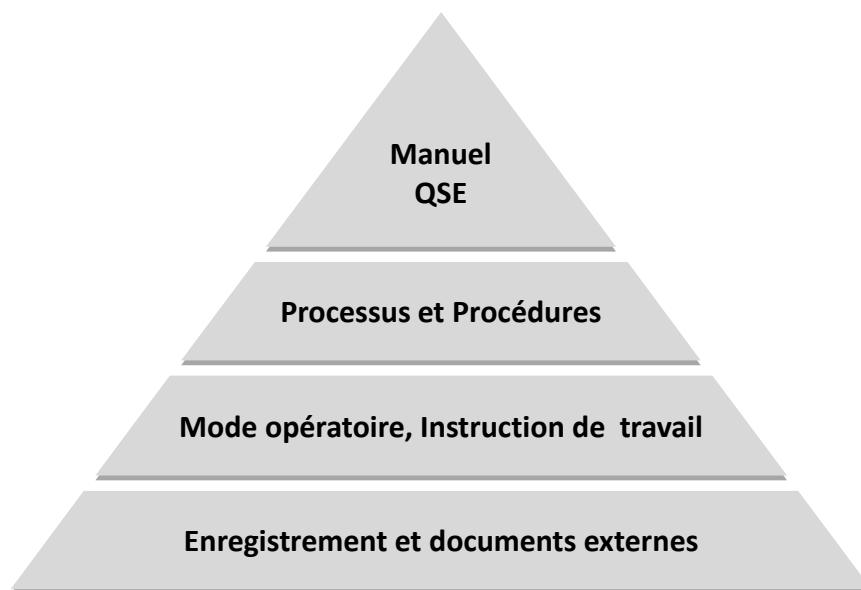 Manuel
QSE
Processus et Procédures
Mode opératoire, Instruction de  travail
Enregistrement et documents externes